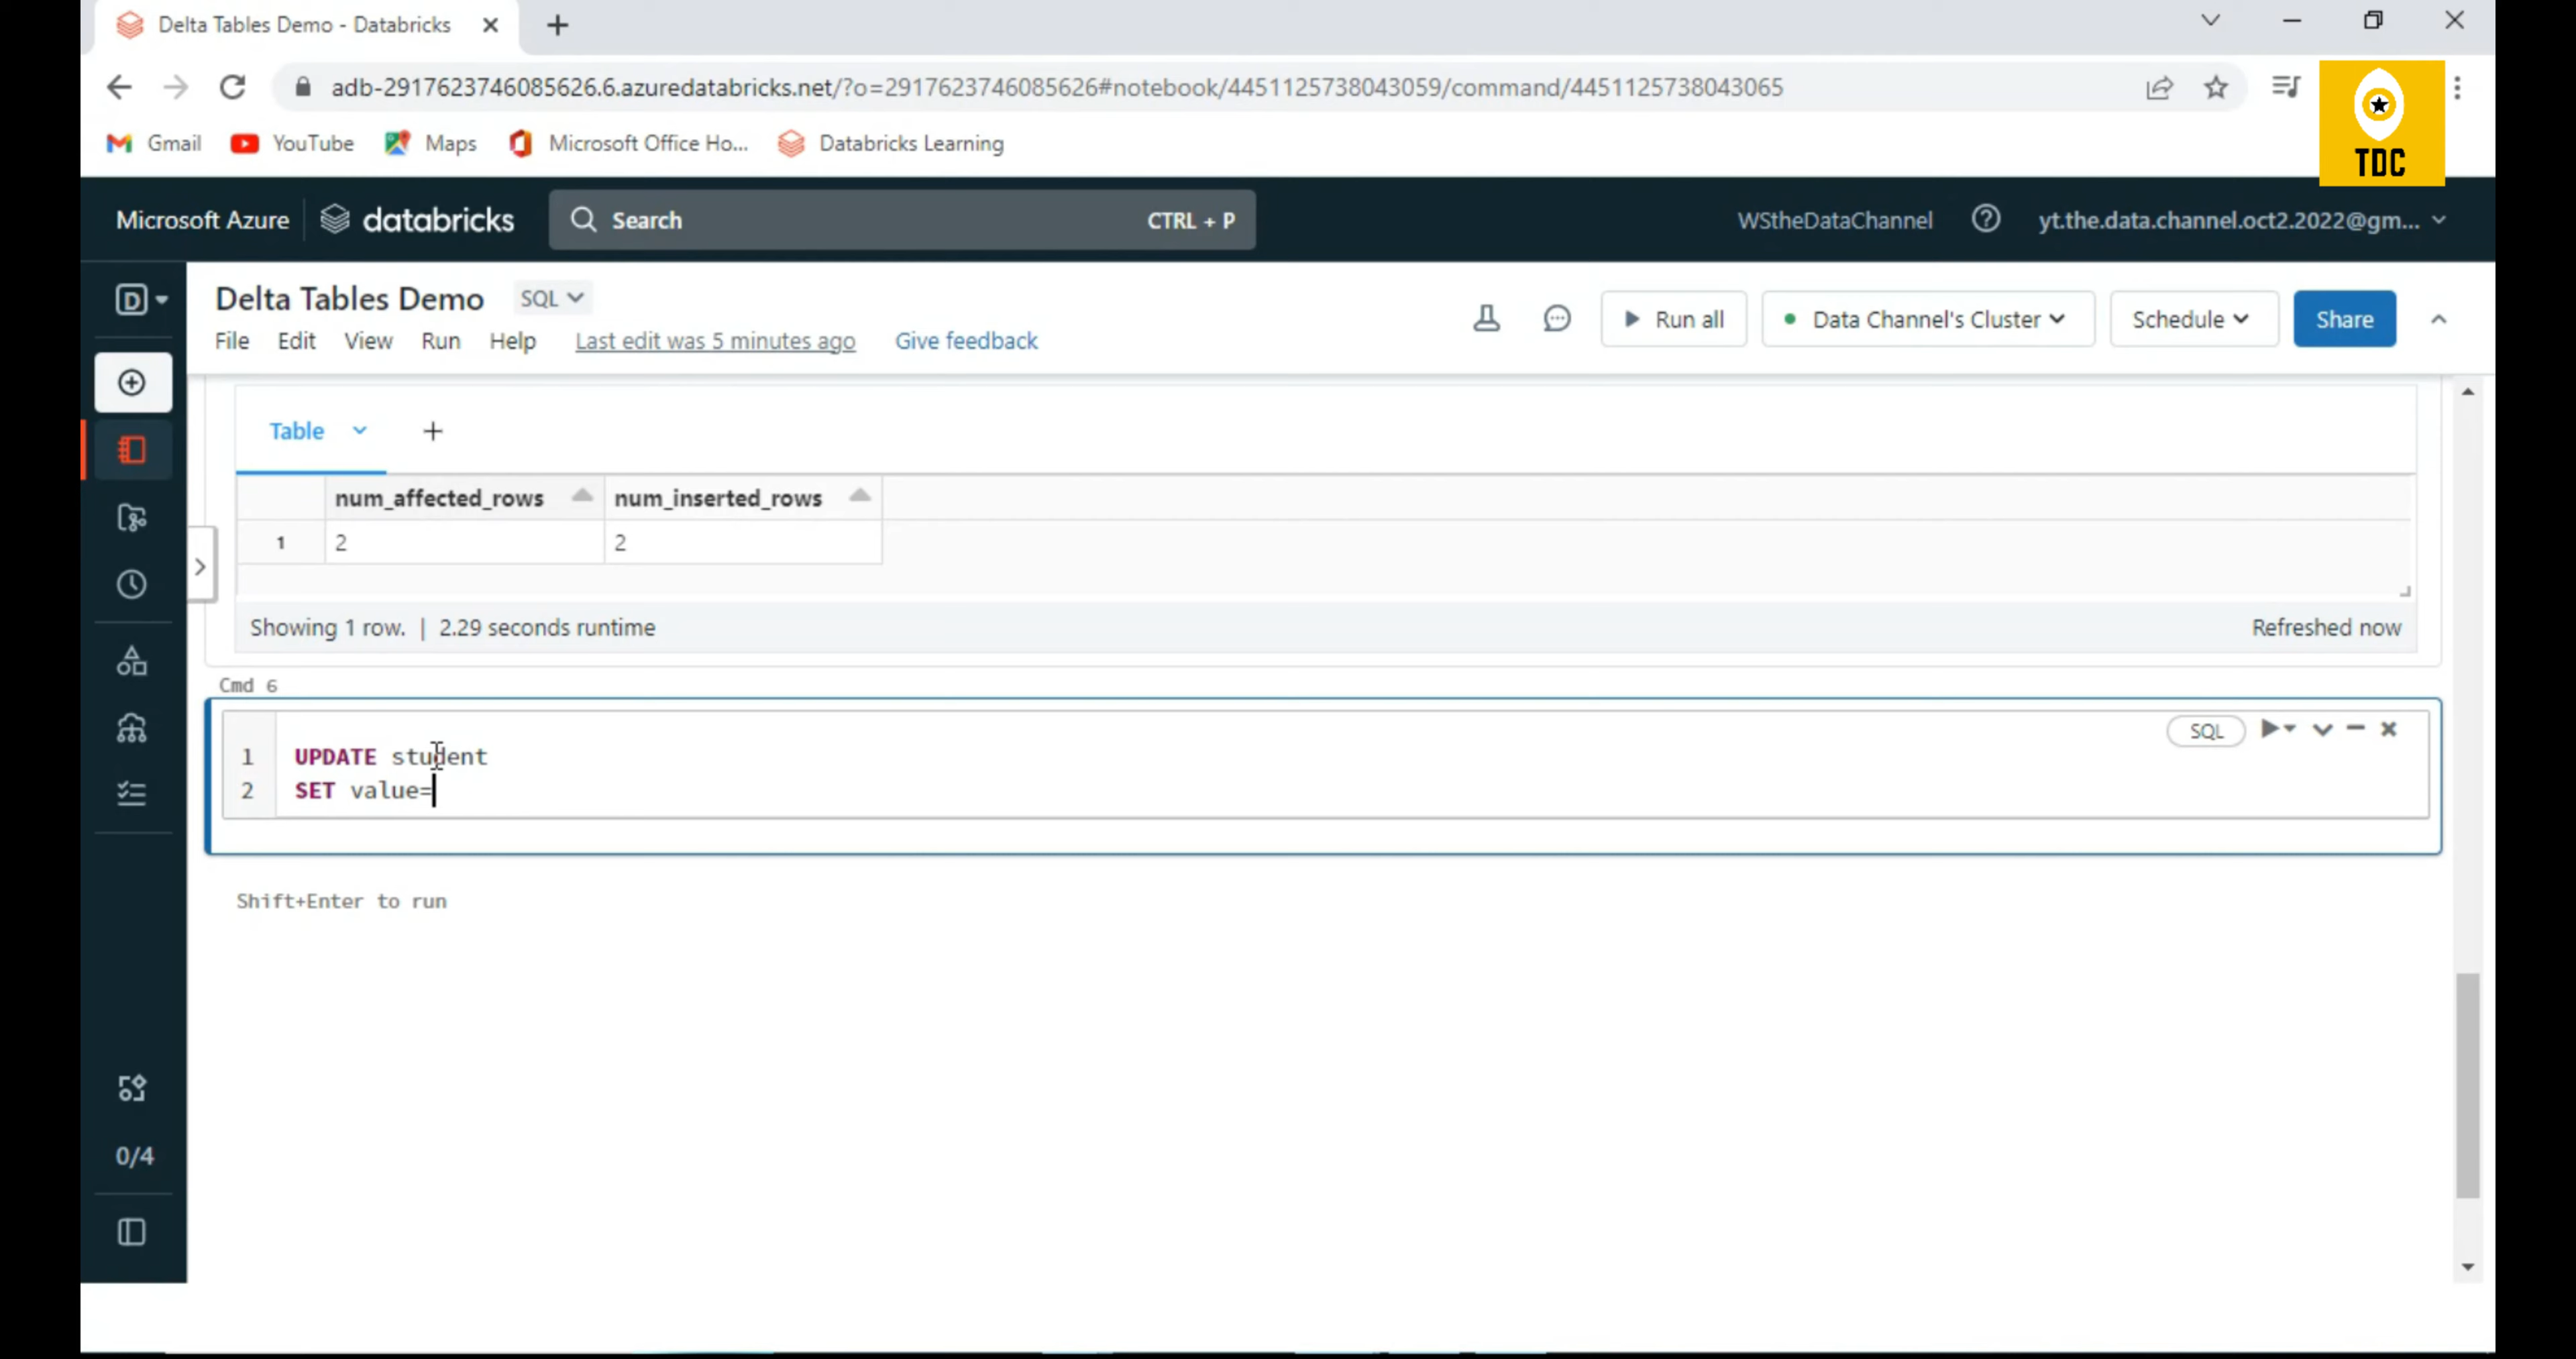 Delta Tables Demo - Databricks
adb-2917623746085626.6.azuredatabricks.net/?o=2917623746085626#notebook/4451125738043059/command/4451125738043065
TDC
Gmail YouTube Maps Microsoft Office Ho... Databricks Learning
Microsoft Azure databricks Search CTRL + P WStheDataChannel yt.the.data.channel.oct2.2022@gm...
Delta Tables Demo SQL
File Edit View Run Help Last edit was 5 minutes ago Give feedback
Run all Data Channel's Cluster Schedule Share
Table +
num_affected_rows num_inserted_rows
1 2 2
Showing 1 row. | 2.29 seconds runtime Refreshed now
Cmd 6
SQL
1 UPDATE student
2 SET value=
Shift+Enter to run
0/4